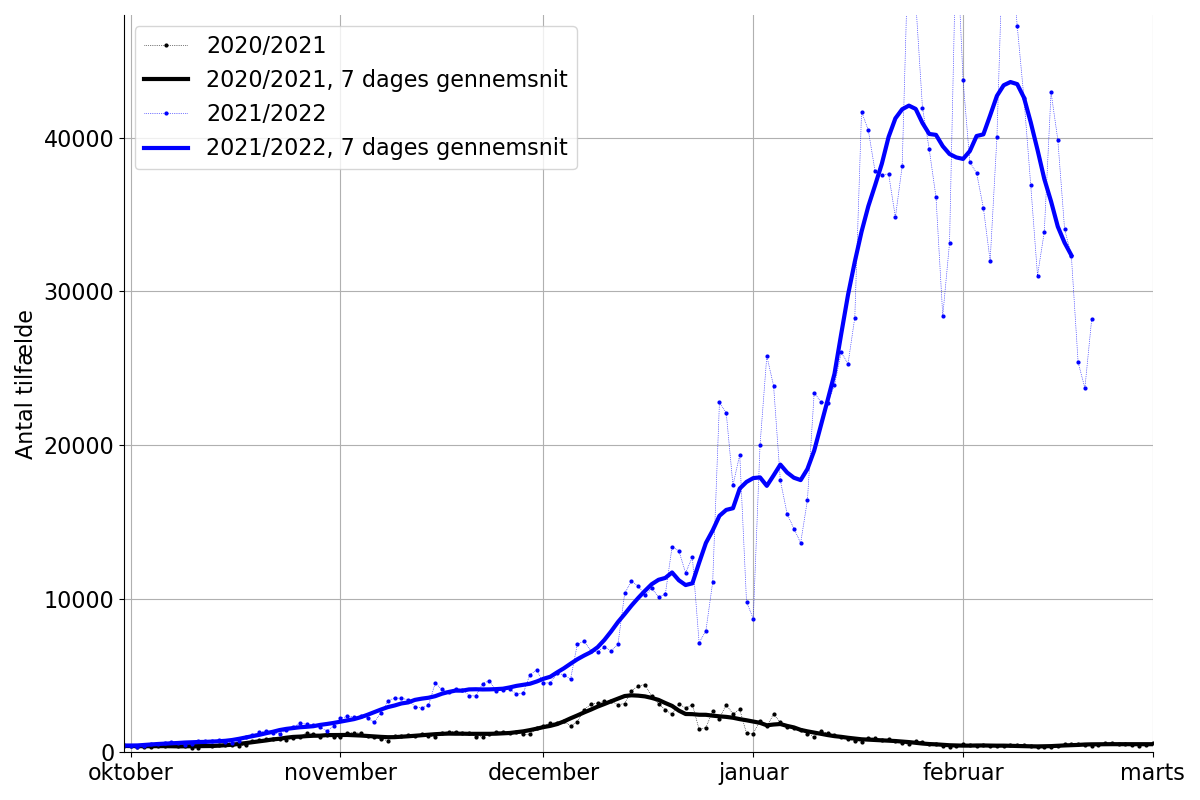 2020/2021
2020/2021, 7 dages gennemsnit
2021/2022
2021/2022, 7 dages gennemsnit
Antal tilfælde
40000
30000
20000
10000
0
oktober november december januar februar marts